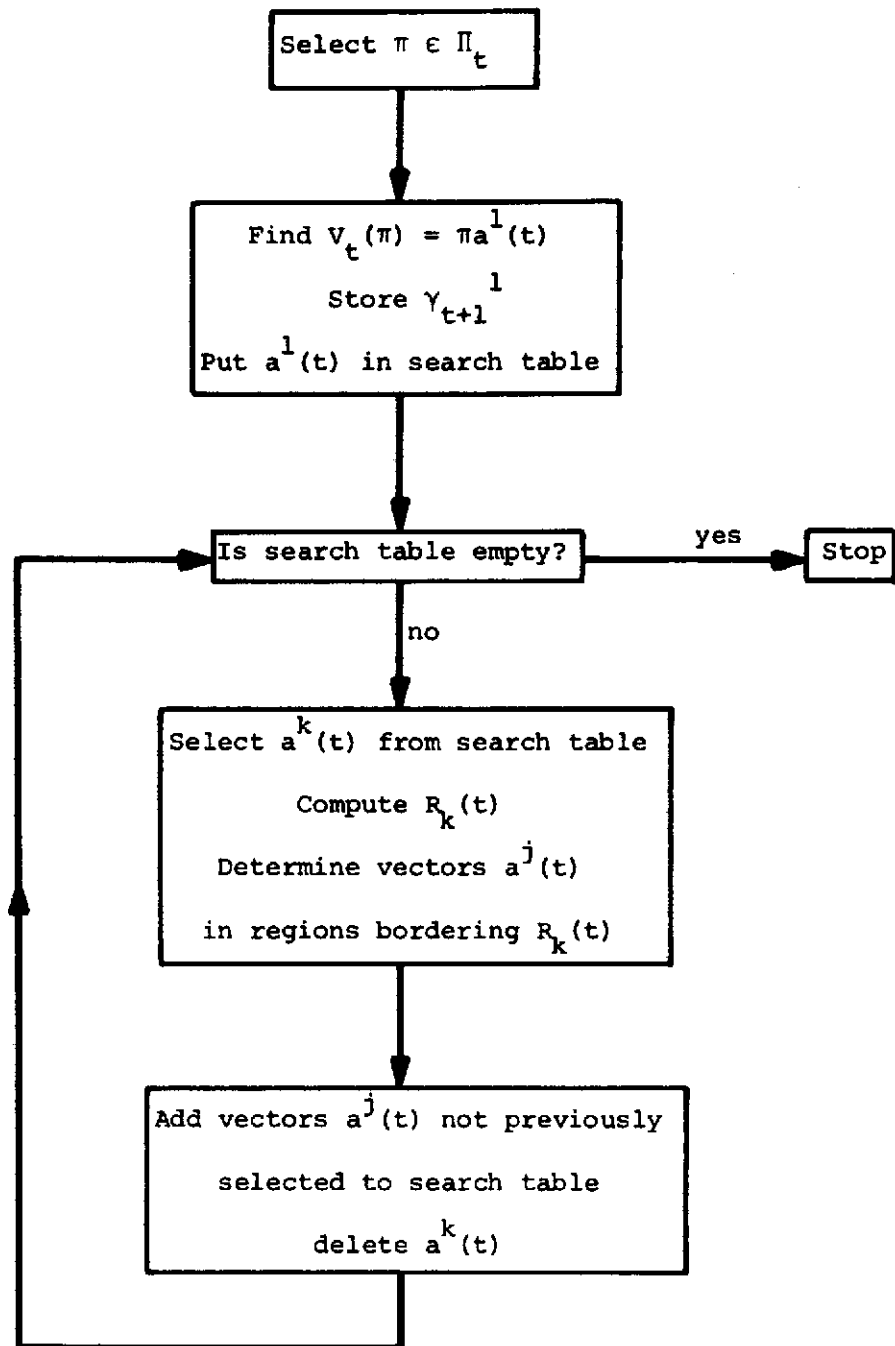 Select π ε Π_t
Find V_t(π) = πa^1(t)
Store γ_{t+1}^1
Put a^1(t) in search table
Is search table empty?
yes
Stop
no
Select a^k(t) from search table
Compute R_k(t)
Determine vectors a^j(t)
in regions bordering R_k(t)
Add vectors a^j(t) not previously
selected to search table
delete a^k(t)